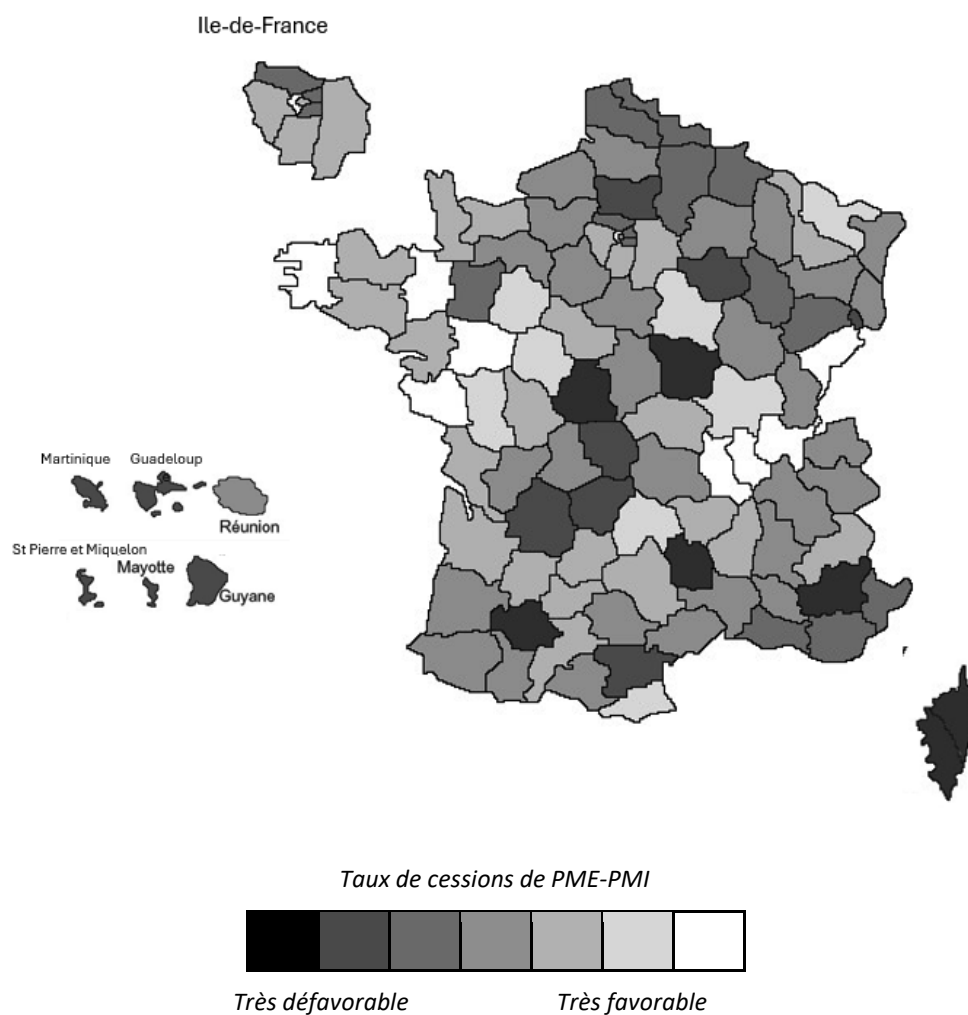 Ile-de-France
Martinique
Guadeloup
Réunion
St Pierre et Miquelon
Mayotte
Guyane
Taux de cessions de PME-PMI
Très défavorable
Très favorable